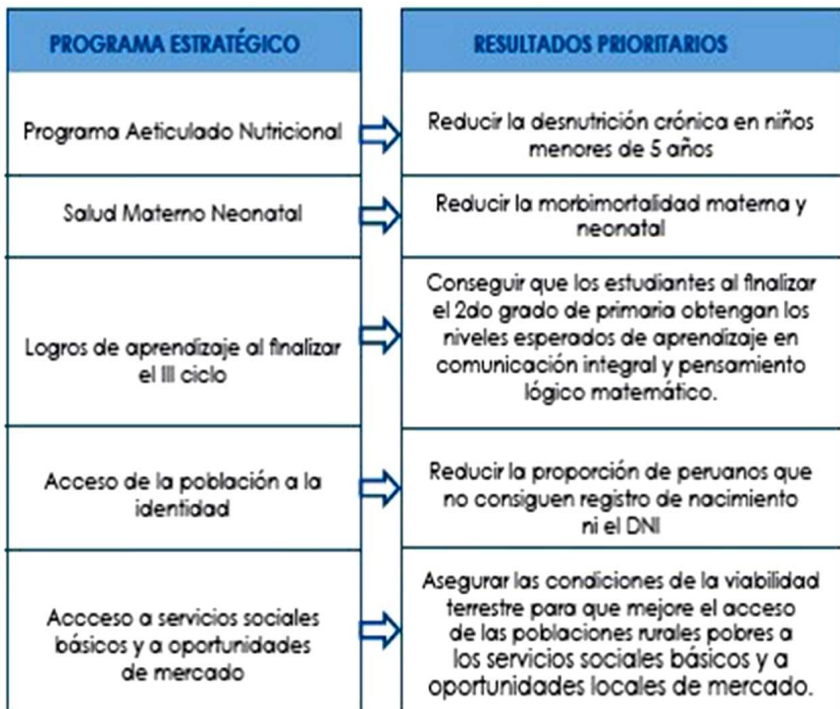 PROGRAMA ESTRATÉGICO
RESULTADOS PRIORITARIOS
Programa Aeticulado Nutricional
Reducir la desnutrición crónica en niños
menores de 5 años
Salud Materno Neonatal
Reducir la morbimortalidad materna y
neonatal
Logros de aprendizaje al finalizar
el III ciclo
Conseguir que los estudiantes al finalizar
el 2do grado de primaria obtengan los
niveles esperados de aprendizaje en
comunicación integral y pensamiento
lógico matemático.
Acceso de la población a la
identidad
Reducir la proporción de peruanos que
no consiguen registro de nacimiento
ni el DNI
Accceso a servicios sociales
básicos y a oportunidades
de mercado
Asegurar las condiciones de la viabilidad
terrestre para que mejore el acceso
de las poblaciones rurales pobres a
los servicios sociales básicos y a
oportunidades locales de mercado.